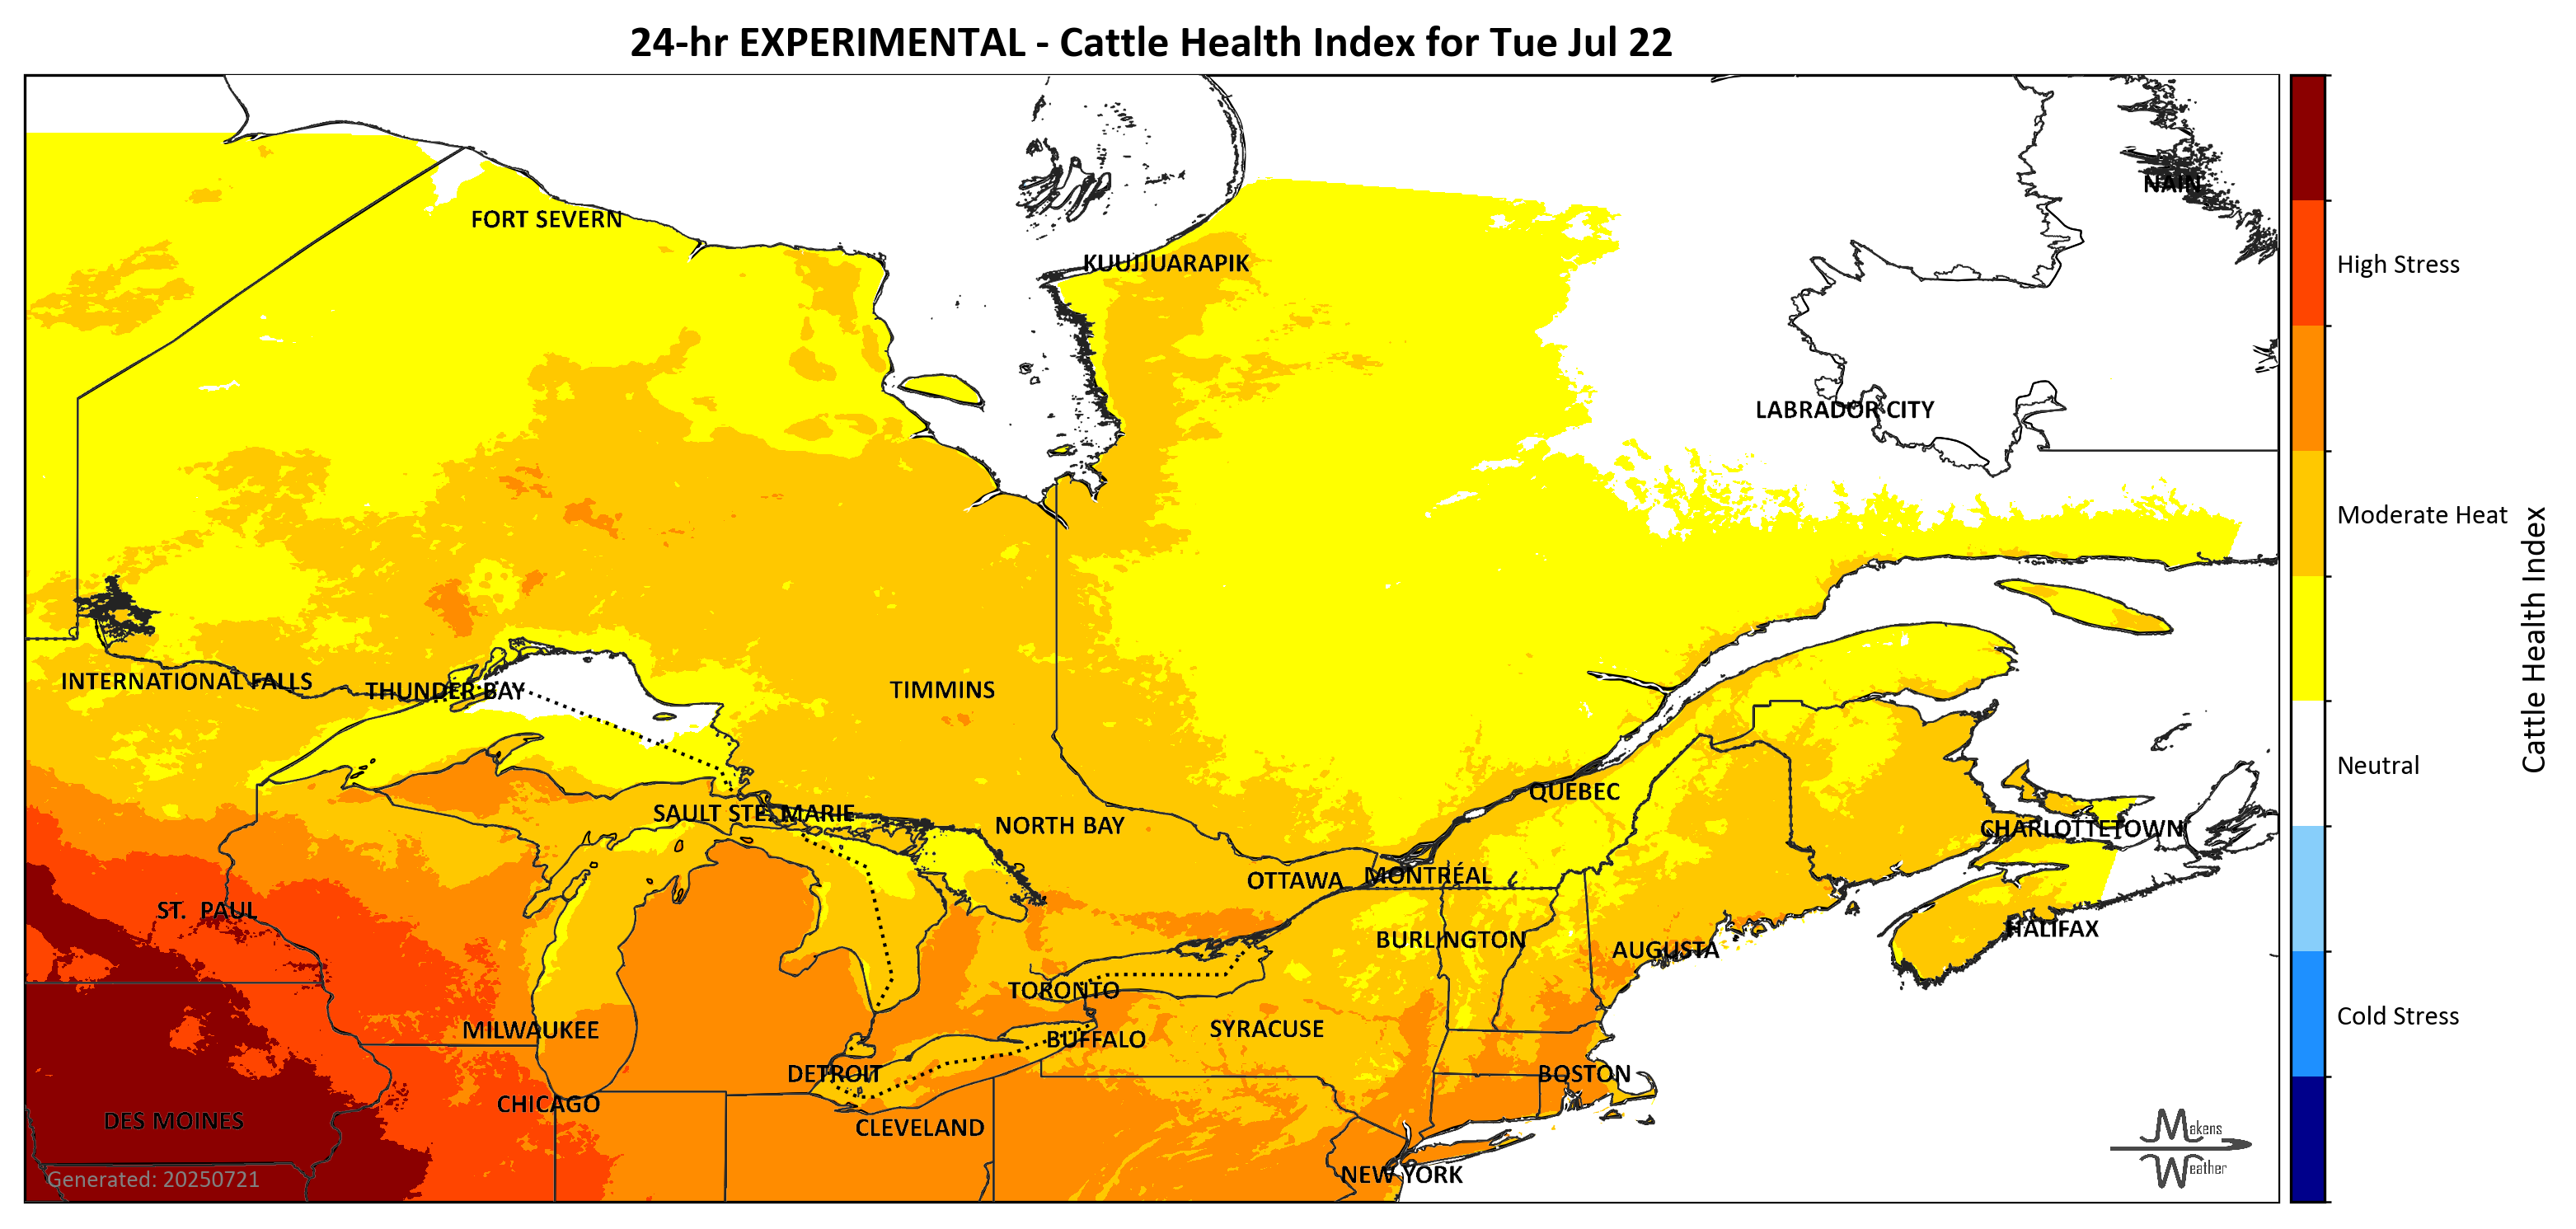 24-hr EXPERIMENTAL - Cattle Health Index for Tue Jul 22
NAIN
FORT SEVERN
KUUJJUARAPIK
High Stress
LABRADOR CITY
Moderate Heat
Cattle Health Index
INTERNATIONAL FALLS
THUNDER BAY
TIMMINS
Neutral
QUEBEC
SAULT STE. MARIE
NORTH BAY
CHARLOTTETOWN
OTTAWA
MONTRÉAL
ST. PAUL
HALIFAX
BURLINGTON
AUGUSTA
TORONTO
Cold Stress
MILWAUKEE
SYRACUSE
BUFFALO
DETROIT
BOSTON
CHICAGO
DES MOINES
CLEVELAND
Makens
Weather
NEW YORK
Generated: 20250721